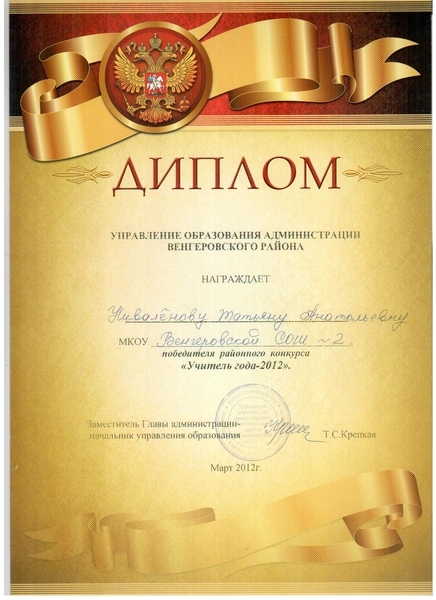 ДИПЛОМ
УПРАВЛЕНИЕ ОБРАЗОВАНИЯ АДМИНИСТРАЦИИ
ВЕНГЕРОВСКОГО РАЙОНА
НАГРАЖДАЕТ
Нивалёнову Татьяну Анатольевну
МКОУ Венгеровской СОШ №2,
победителя районного конкурса
«Учитель года-2012».
Заместитель Главы администрации-
начальник управления образования
Т.С.Крепкая
Март 2012г.